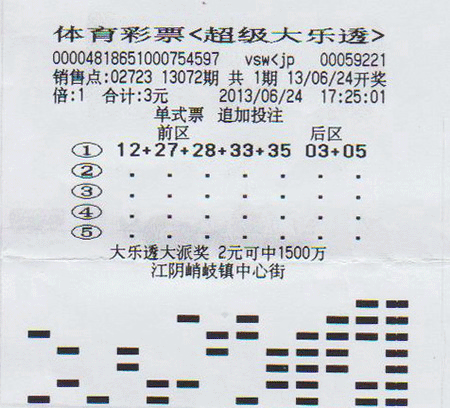 体育彩票<超级大乐透>
00004818651000754597 vsw<jp 00059221
销售点:02723 13072期 共 1期 13/06/24开奖
倍:1 合计:3元 2013/06/24 17:25:01
单式票 追加投注
前区 后区
① 12+27+28+33+35 03+05
② . . . . . . .
③ . . . . . . .
④ . . . . . . .
⑤ . . . . . . .
大乐透大派奖 2元可中1500万
江阴峭岐镇中心街